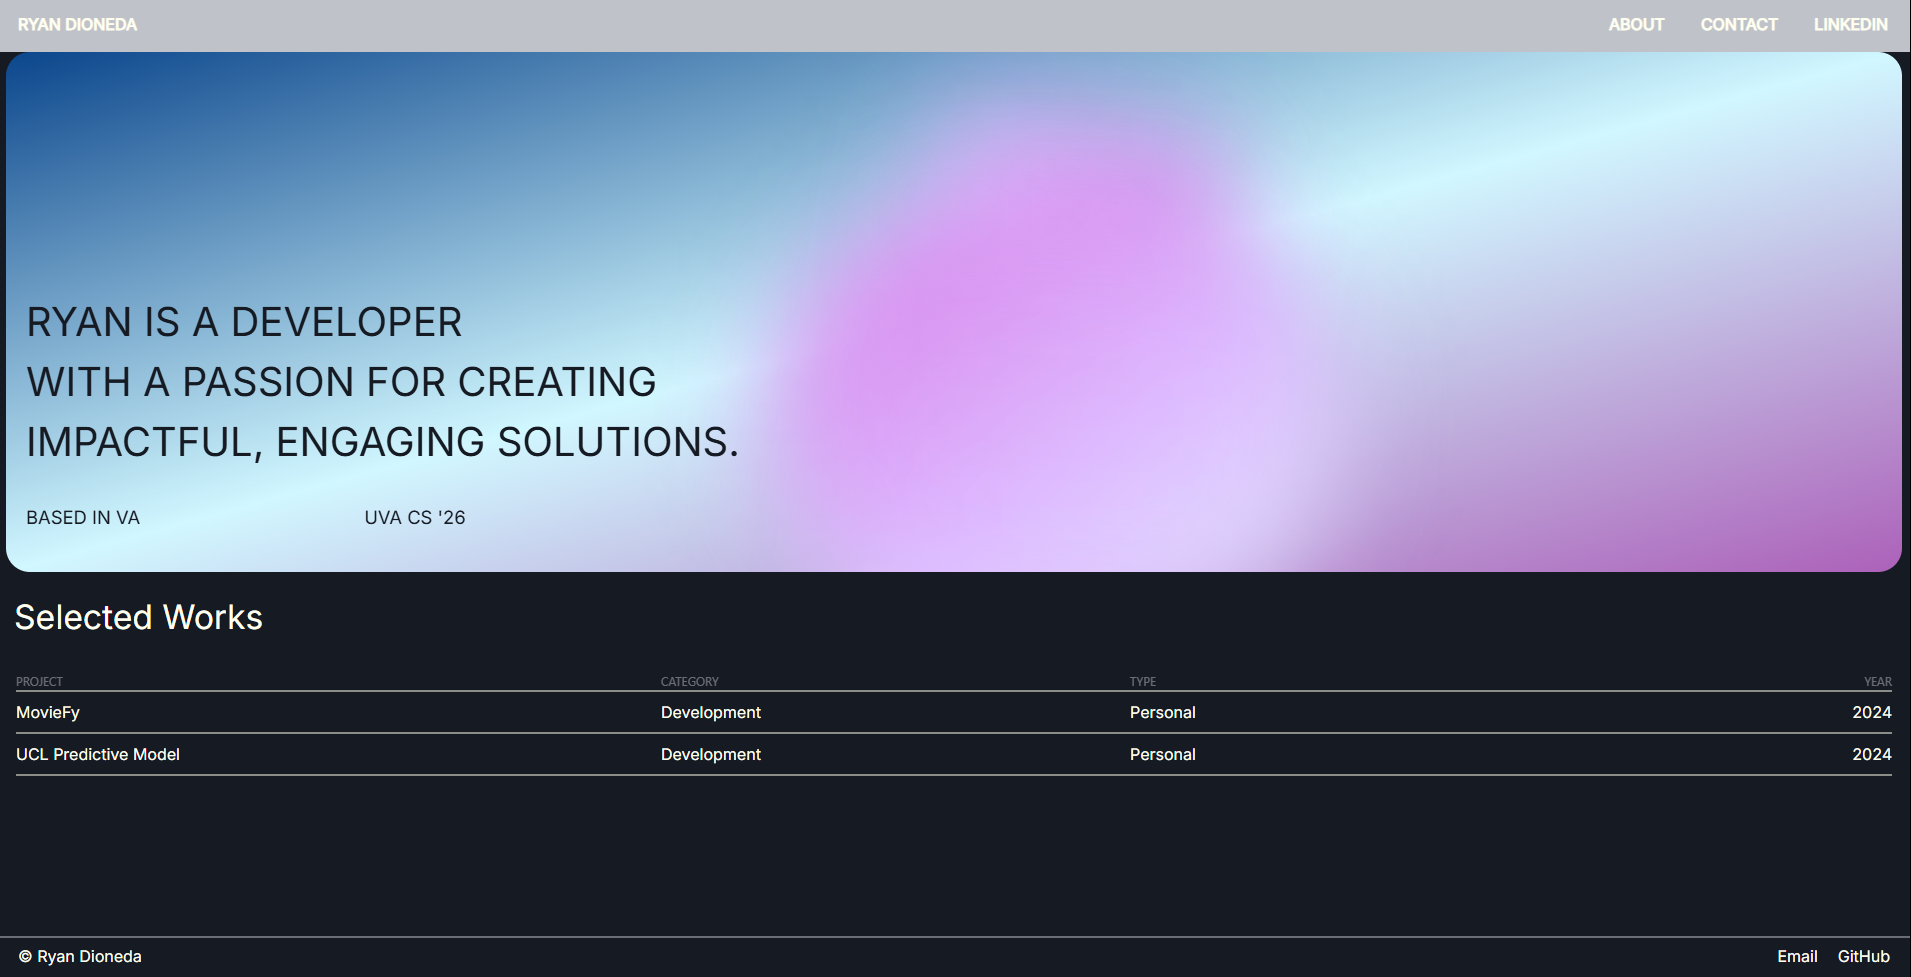 RYAN DIONEDA
ABOUT CONTACT LINKEDIN
RYAN IS A DEVELOPER
WITH A PASSION FOR CREATING
IMPACTFUL, ENGAGING SOLUTIONS.
BASED IN VA UVA CS '26
Selected Works
PROJECT CATEGORY TYPE YEAR
MovieFy Development Personal 2024
UCL Predictive Model Development Personal 2024
© Ryan Dioneda Email GitHub